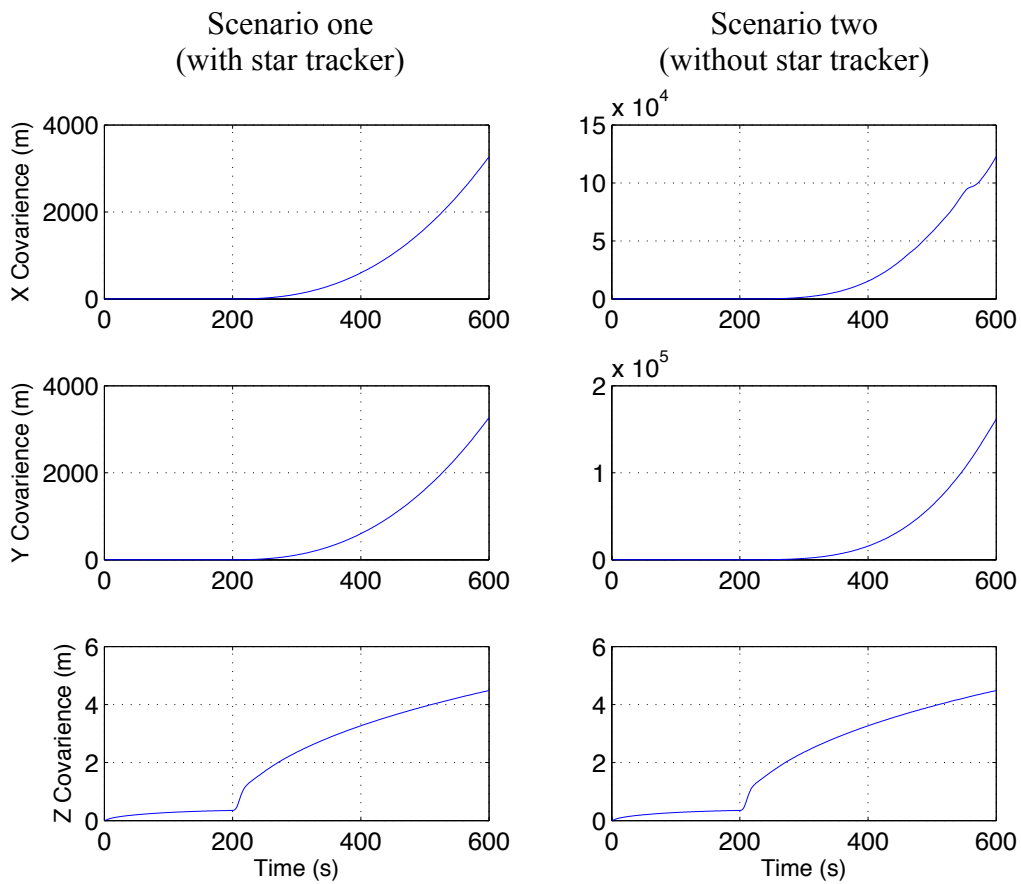 Scenario one
(with star tracker)
Scenario two
(without star tracker)
X Covarience (m)
4000
2000
0
0 200 400 600
x 10^4
15
10
5
0
0 200 400 600
Y Covarience (m)
4000
2000
0
0 200 400 600
x 10^5
2
1
0
0 200 400 600
Z Covarience (m)
6
4
2
0
0 200 400 600
Time (s)
6
4
2
0
0 200 400 600
Time (s)